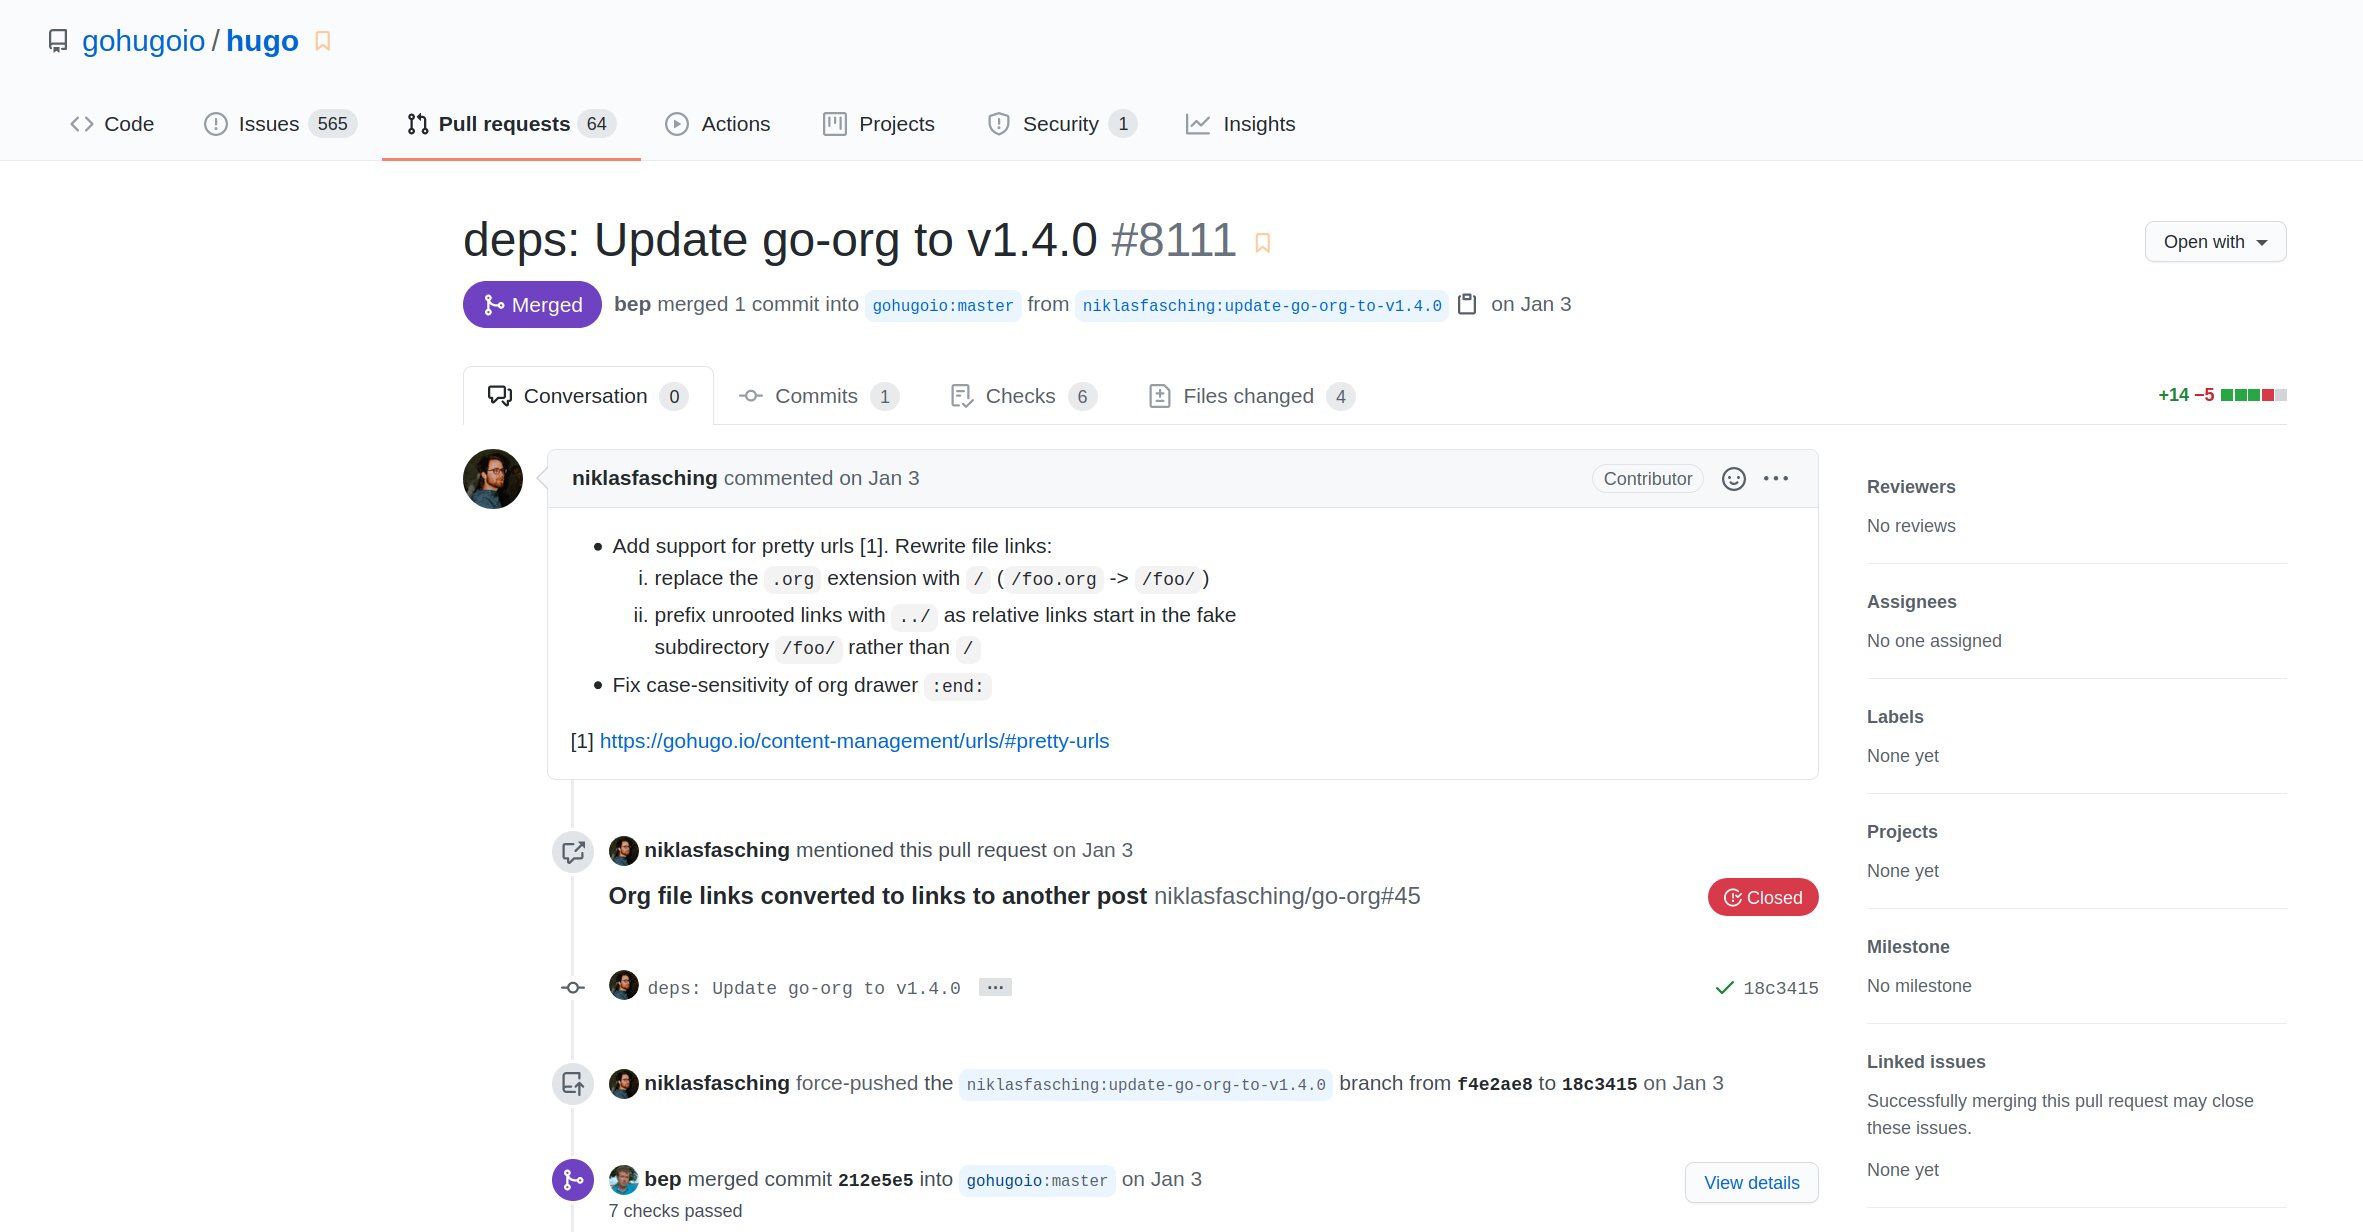 gohugoio / hugo
Code
Issues 565
Pull requests 64
Actions
Projects
Security 1
Insights
deps: Update go-org to v1.4.0 #8111
Open with
Merged
bep merged 1 commit into gohugoio:master from niklasfasching:update-go-org-to-v1.4.0 on Jan 3
Conversation 0
Commits 1
Checks 6
Files changed 4
+14 −5
niklasfasching commented on Jan 3
Contributor
• Add support for pretty urls [1]. Rewrite file links:
i. replace the .org extension with / ( /foo.org -> /foo/ )
ii. prefix unrooted links with ../ as relative links start in the fake
subdirectory /foo/ rather than /
• Fix case-sensitivity of org drawer :end:
[1] https://gohugo.io/content-management/urls/#pretty-urls
niklasfasching mentioned this pull request on Jan 3
Org file links converted to links to another post niklasfasching/go-org#45
Closed
deps: Update go-org to v1.4.0 ...
18c3415
niklasfasching force-pushed the niklasfasching:update-go-org-to-v1.4.0 branch from f4e2ae8 to 18c3415 on Jan 3
bep merged commit 212e5e5 into gohugoio:master on Jan 3
7 checks passed
View details
Reviewers
No reviews
Assignees
No one assigned
Labels
None yet
Projects
None yet
Milestone
No milestone
Linked issues
Successfully merging this pull request may close
these issues.
None yet